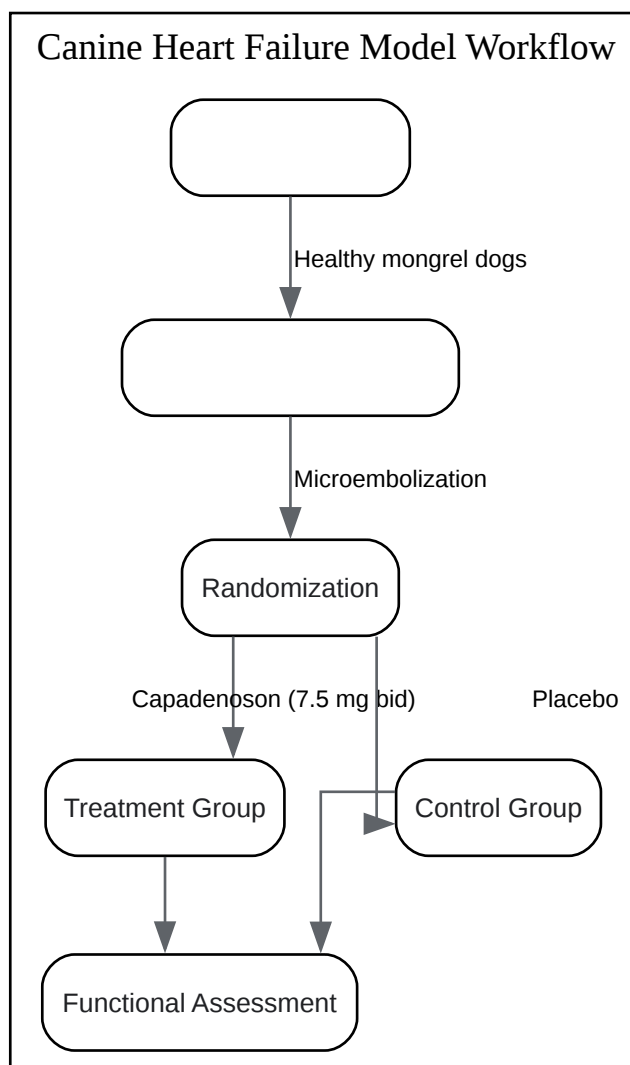 Canine Heart Failure Model Workflow
Healthy mongrel dogs
Microembolization
Randomization
Capadenoson (7.5 mg bid)
Placebo
Treatment Group
Control Group
Functional Assessment